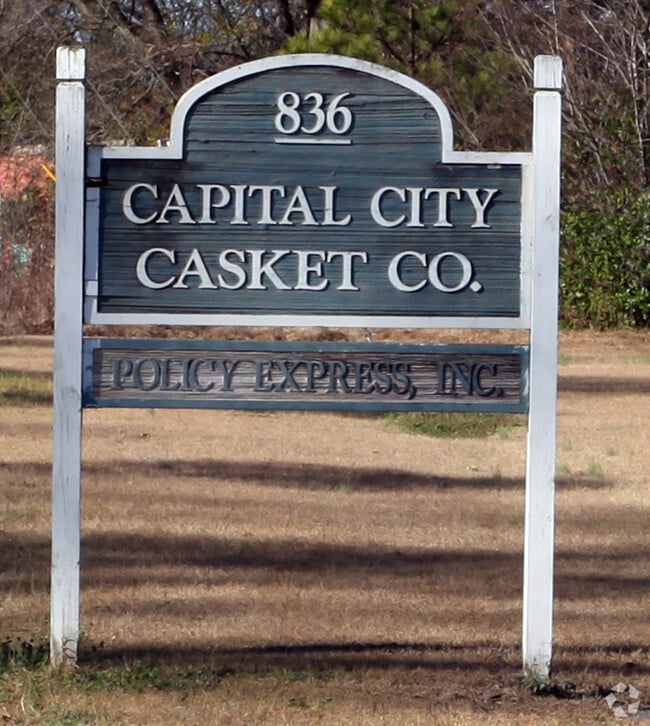 836
CAPITAL CITY
CASKET CO.
POLICY EXPRESS, INC.